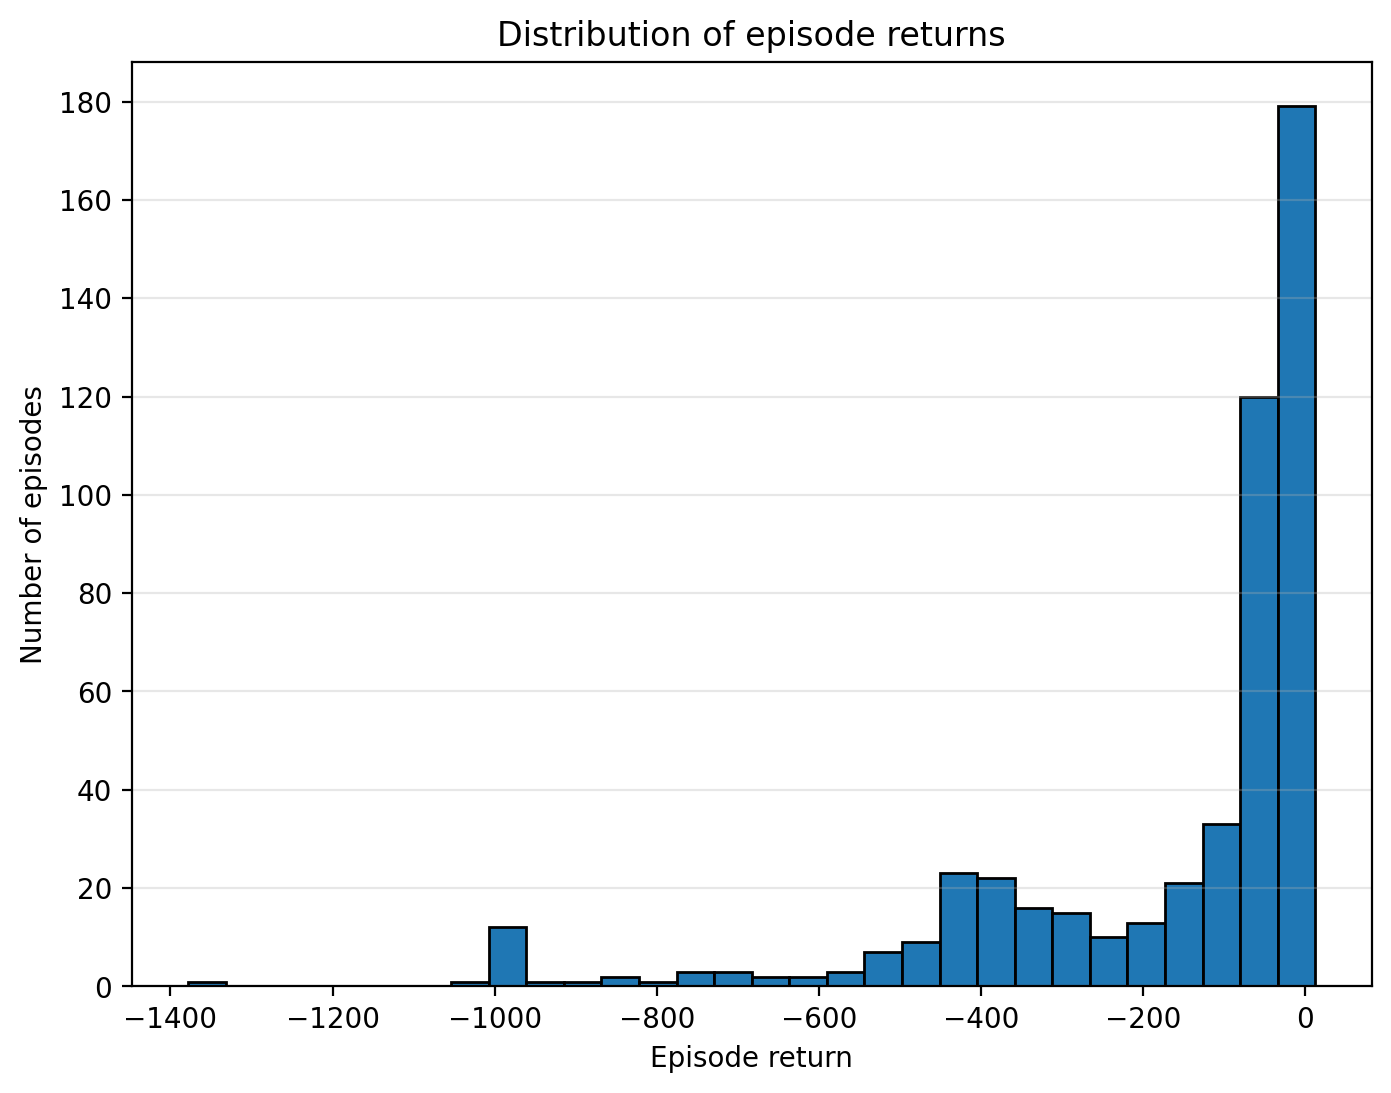 Distribution of episode returns
180
160
140
120
100
80
60
40
20
0
Number of episodes
−1400 −1200 −1000 −800 −600 −400 −200 0
Episode return